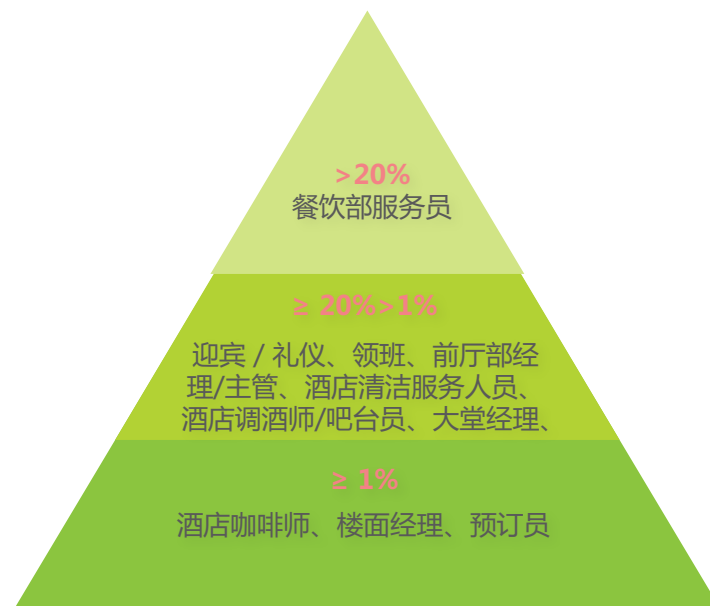 >20%
餐饮部服务员
≥ 20%>1%
迎宾 / 礼仪、领班、前厅部经
理/主管、酒店清洁服务人员、
酒店调酒师/吧台员、大堂经理、
≥ 1%
酒店咖啡师、楼面经理、预订员